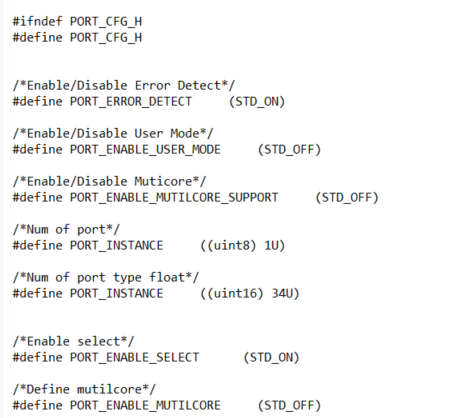 #ifndef PORT_CFG_H
#define PORT_CFG_H
/*Enable/Disable Error Detect*/
#define PORT_ERROR_DETECT (STD_ON)
/*Enable/Disable User Mode*/
#define PORT_ENABLE_USER_MODE (STD_OFF)
/*Enable/Disable Muticore*/
#define PORT_ENABLE_MUTILCORE_SUPPORT (STD_OFF)
/*Num of port*/
#define PORT_INSTANCE ((uint8) 1U)
/*Num of port type float*/
#define PORT_INSTANCE ((uint16) 34U)
/*Enable select*/
#define PORT_ENABLE_SELECT (STD_ON)
/*Define mutilcore*/
#define PORT_ENABLE_MUTILCORE (STD_OFF)